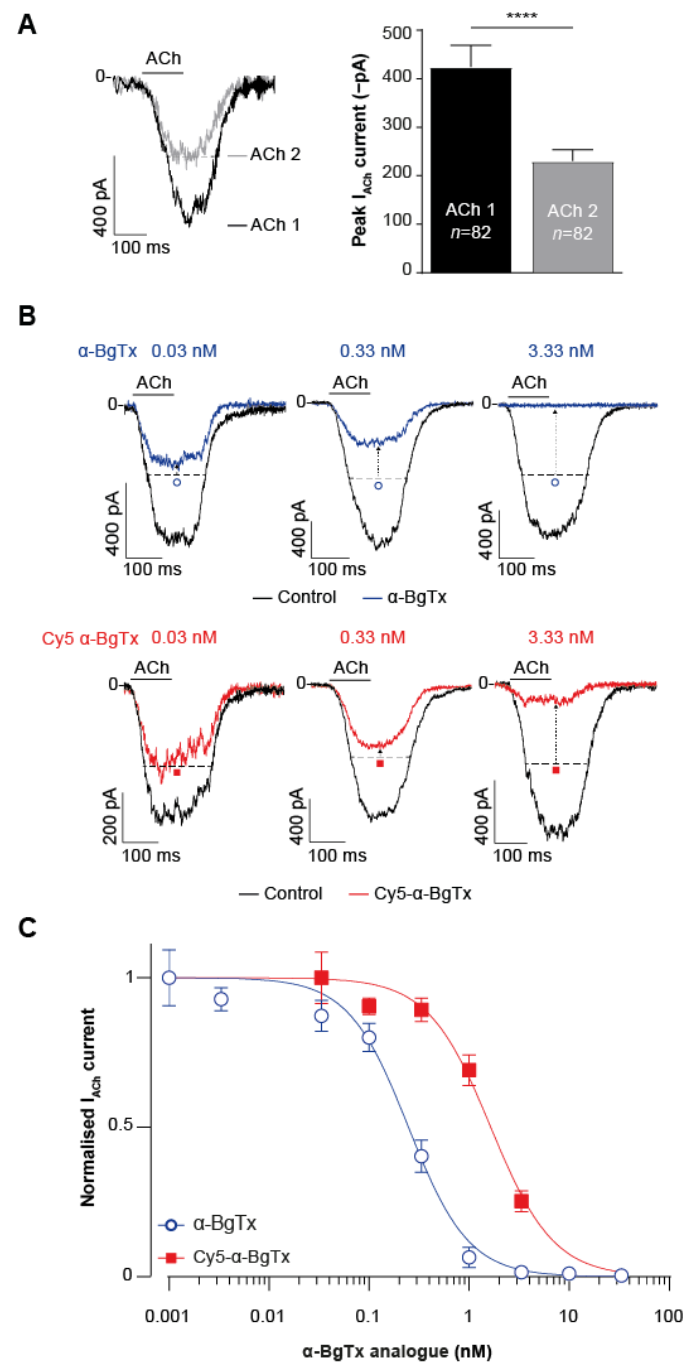 A
ACh
0
ACh 2
ACh 1
400 pA
100 ms
****
Peak I_ACh current (−pA)
500
400
300
200
100
0
ACh 1
n=82
ACh 2
n=82
B
α-BgTx 0.03 nM 0.33 nM 3.33 nM
ACh ACh ACh
0 0 0
400 pA 400 pA 400 pA
100 ms 100 ms 100 ms
Control α-BgTx
Cy5 α-BgTx 0.03 nM 0.33 nM 3.33 nM
ACh ACh ACh
0 0 0
200 pA 400 pA 400 pA
100 ms 100 ms 100 ms
Control Cy5-α-BgTx
C
Normalised I_ACh current
1
0.5
0
α-BgTx
Cy5-α-BgTx
0.001 0.01 0.1 1 10 100
α-BgTx analogue (nM)